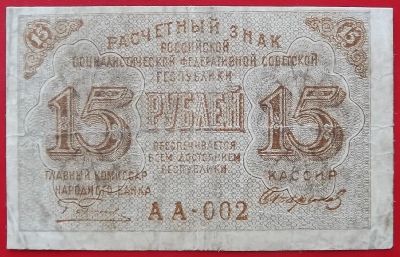 15 РАСЧЕТНЫЙ ЗНАК 15
РОССИЙСКОЙ
СОЦИАЛИСТИЧЕСКОЙ ФЕДЕРАТИВНОЙ СОВЕТСКОЙ
РЕСПУБЛИКИ
15 РУБЛЕЙ 15
ОБЕСПЕЧИВАЕТСЯ
ВСЕМ ДОСТОЯНИЕМ
РЕСПУБЛИКИ.
ГЛАВНЫЙ КОМИССАР
НАРОДНОГО БАНКА
КАССИР
АА-002